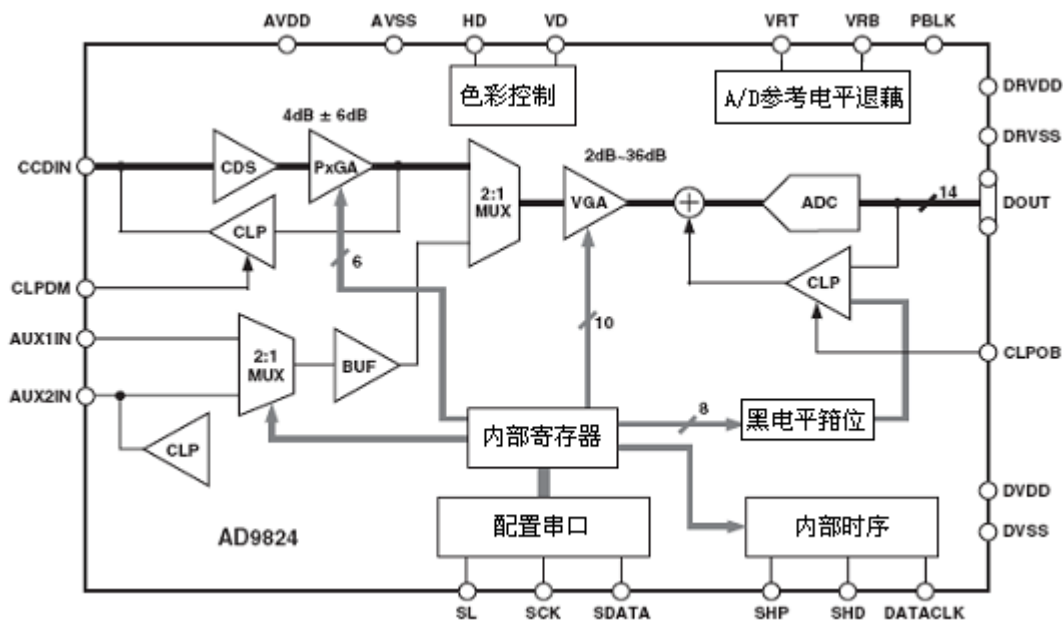 AVDD AVSS HD VD VRT VRB PBLK
色彩控制
A/D参考电平退藕
DRVDD
DRVSS
4dB ± 6dB
2dB~36dB
CCDIN
CDS
PxGA
2:1
MUX
VGA
ADC
14
DOUT
CLP
6
CLP
CLPDM
10
AUX1IN
2:1
MUX
BUF
CLPOB
AUX2IN
CLP
内部寄存器
8
黑电平箝位
配置串口
内部时序
DVDD
DVSS
AD9824
SL SCK SDATA SHP SHD DATACLK